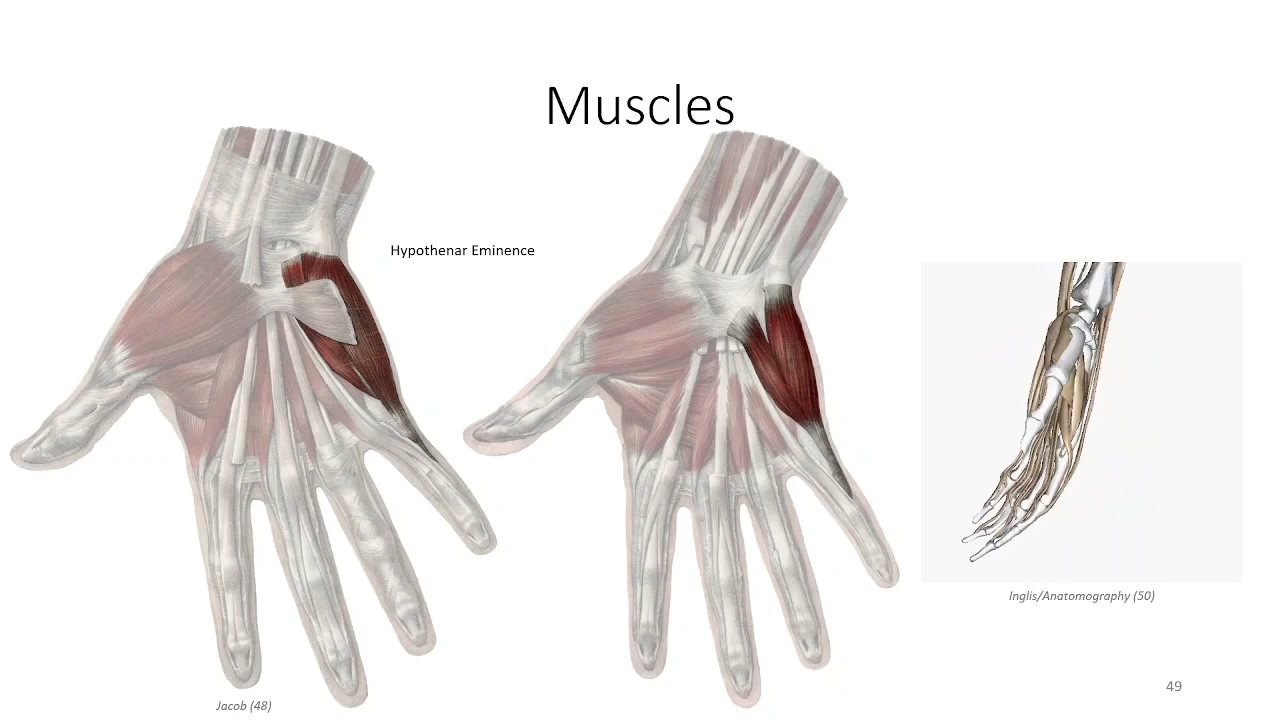 Muscles
Hypothenar Eminence
Inglis/Anatomography (50)
49
Jacob (48)